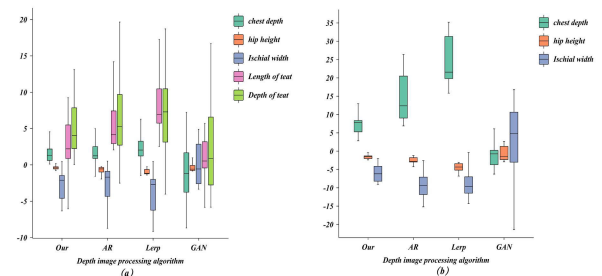 20
15
10
5
0
-5
-10
Our
AR
Lerp
GAN
Depth image processing algorithm
(a)
chest depth
hip height
Ischial width
Length of teat
Depth of teat
35
30
25
20
15
10
5
0
-5
-10
-15
-20
Our
AR
Lerp
GAN
Depth image processing algorithm
(b)
chest depth
hip height
Ischial width